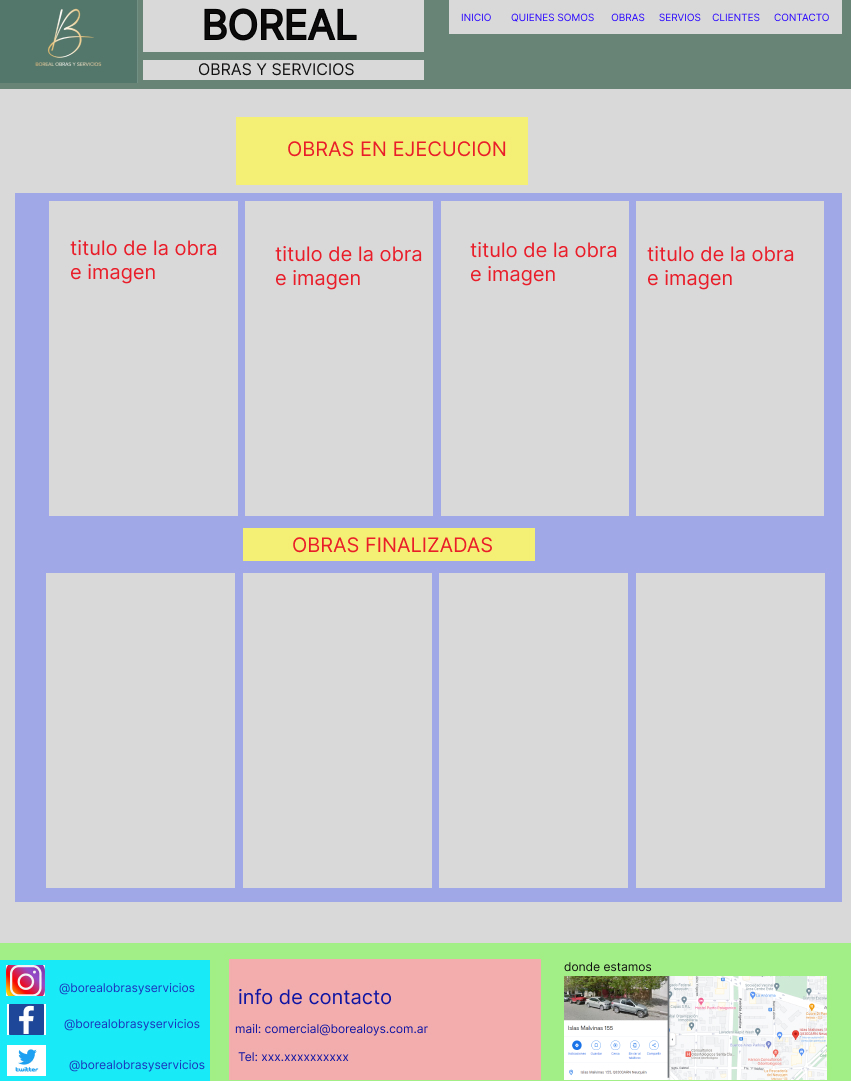 BOREAL OBRAS Y SERVICIOS
BOREAL
OBRAS Y SERVICIOS
INICIO QUIENES SOMOS OBRAS SERVIOS CLIENTES CONTACTO
OBRAS EN EJECUCION
titulo de la obra
e imagen
titulo de la obra
e imagen
titulo de la obra
e imagen
titulo de la obra
e imagen
OBRAS FINALIZADAS
@borealobrasyservicios
@borealobrasyservicios
twitter
@borealobrasyservicios
info de contacto
mail: comercial@borealoys.com.ar
Tel: xxx.xxxxxxxxxx
donde estamos
Islas Malvinas 155